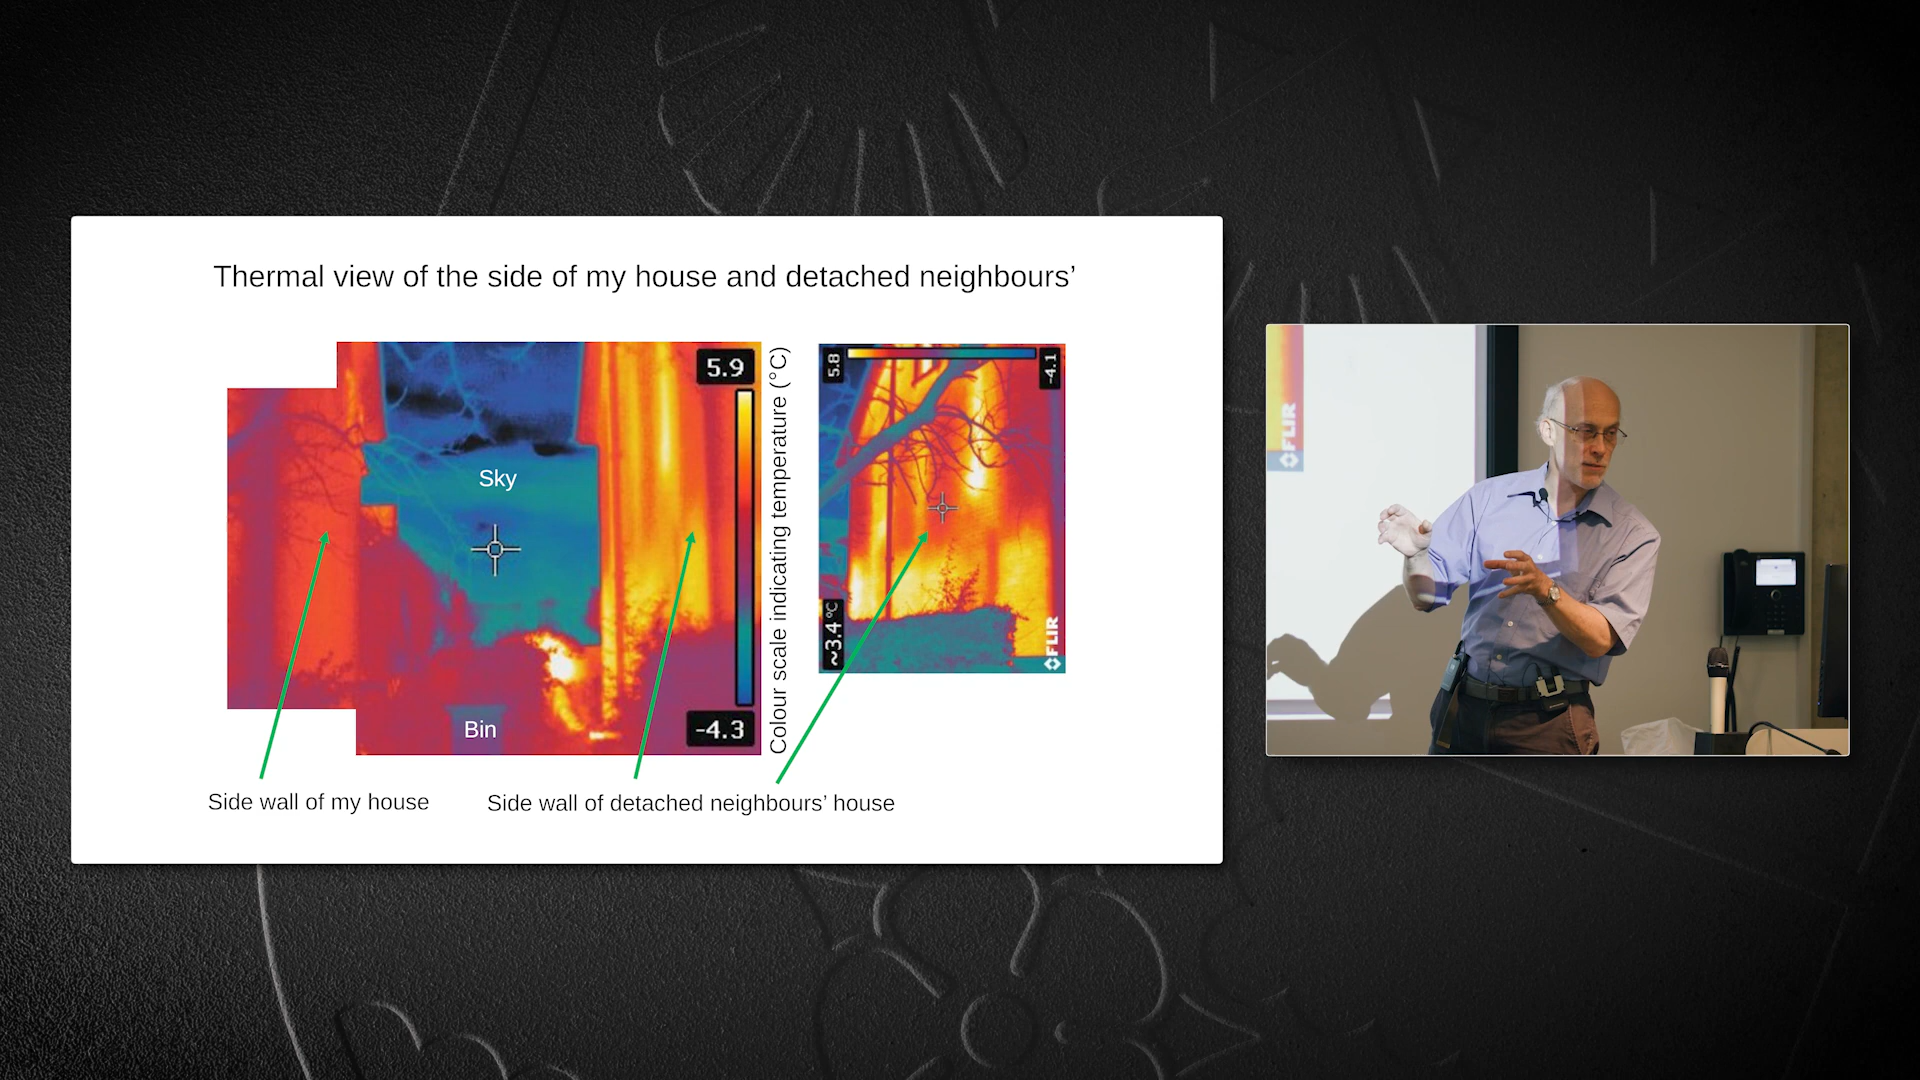 Thermal view of the side of my house and detached neighbours’
5.9
Sky
Bin
-4.3
Colour scale indicating temperature (°C)
5.8
-4.1
~3.4 °C
FLIR
Side wall of my house
Side wall of detached neighbours’ house
FLIR